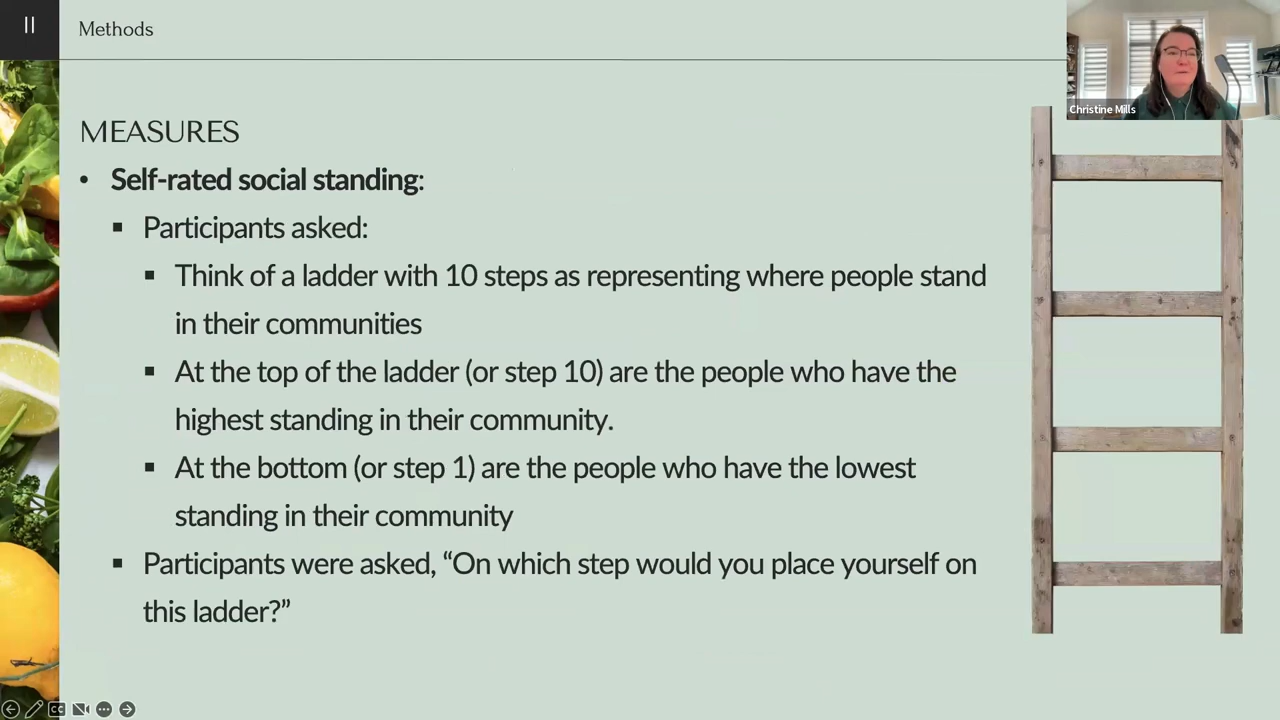 Methods
Christine Mills
MEASURES
• Self-rated social standing:
▪ Participants asked:
▪ Think of a ladder with 10 steps as representing where people stand
in their communities
▪ At the top of the ladder (or step 10) are the people who have the
highest standing in their community.
▪ At the bottom (or step 1) are the people who have the lowest
standing in their community
▪ Participants were asked, “On which step would you place yourself on
this ladder?”
CC